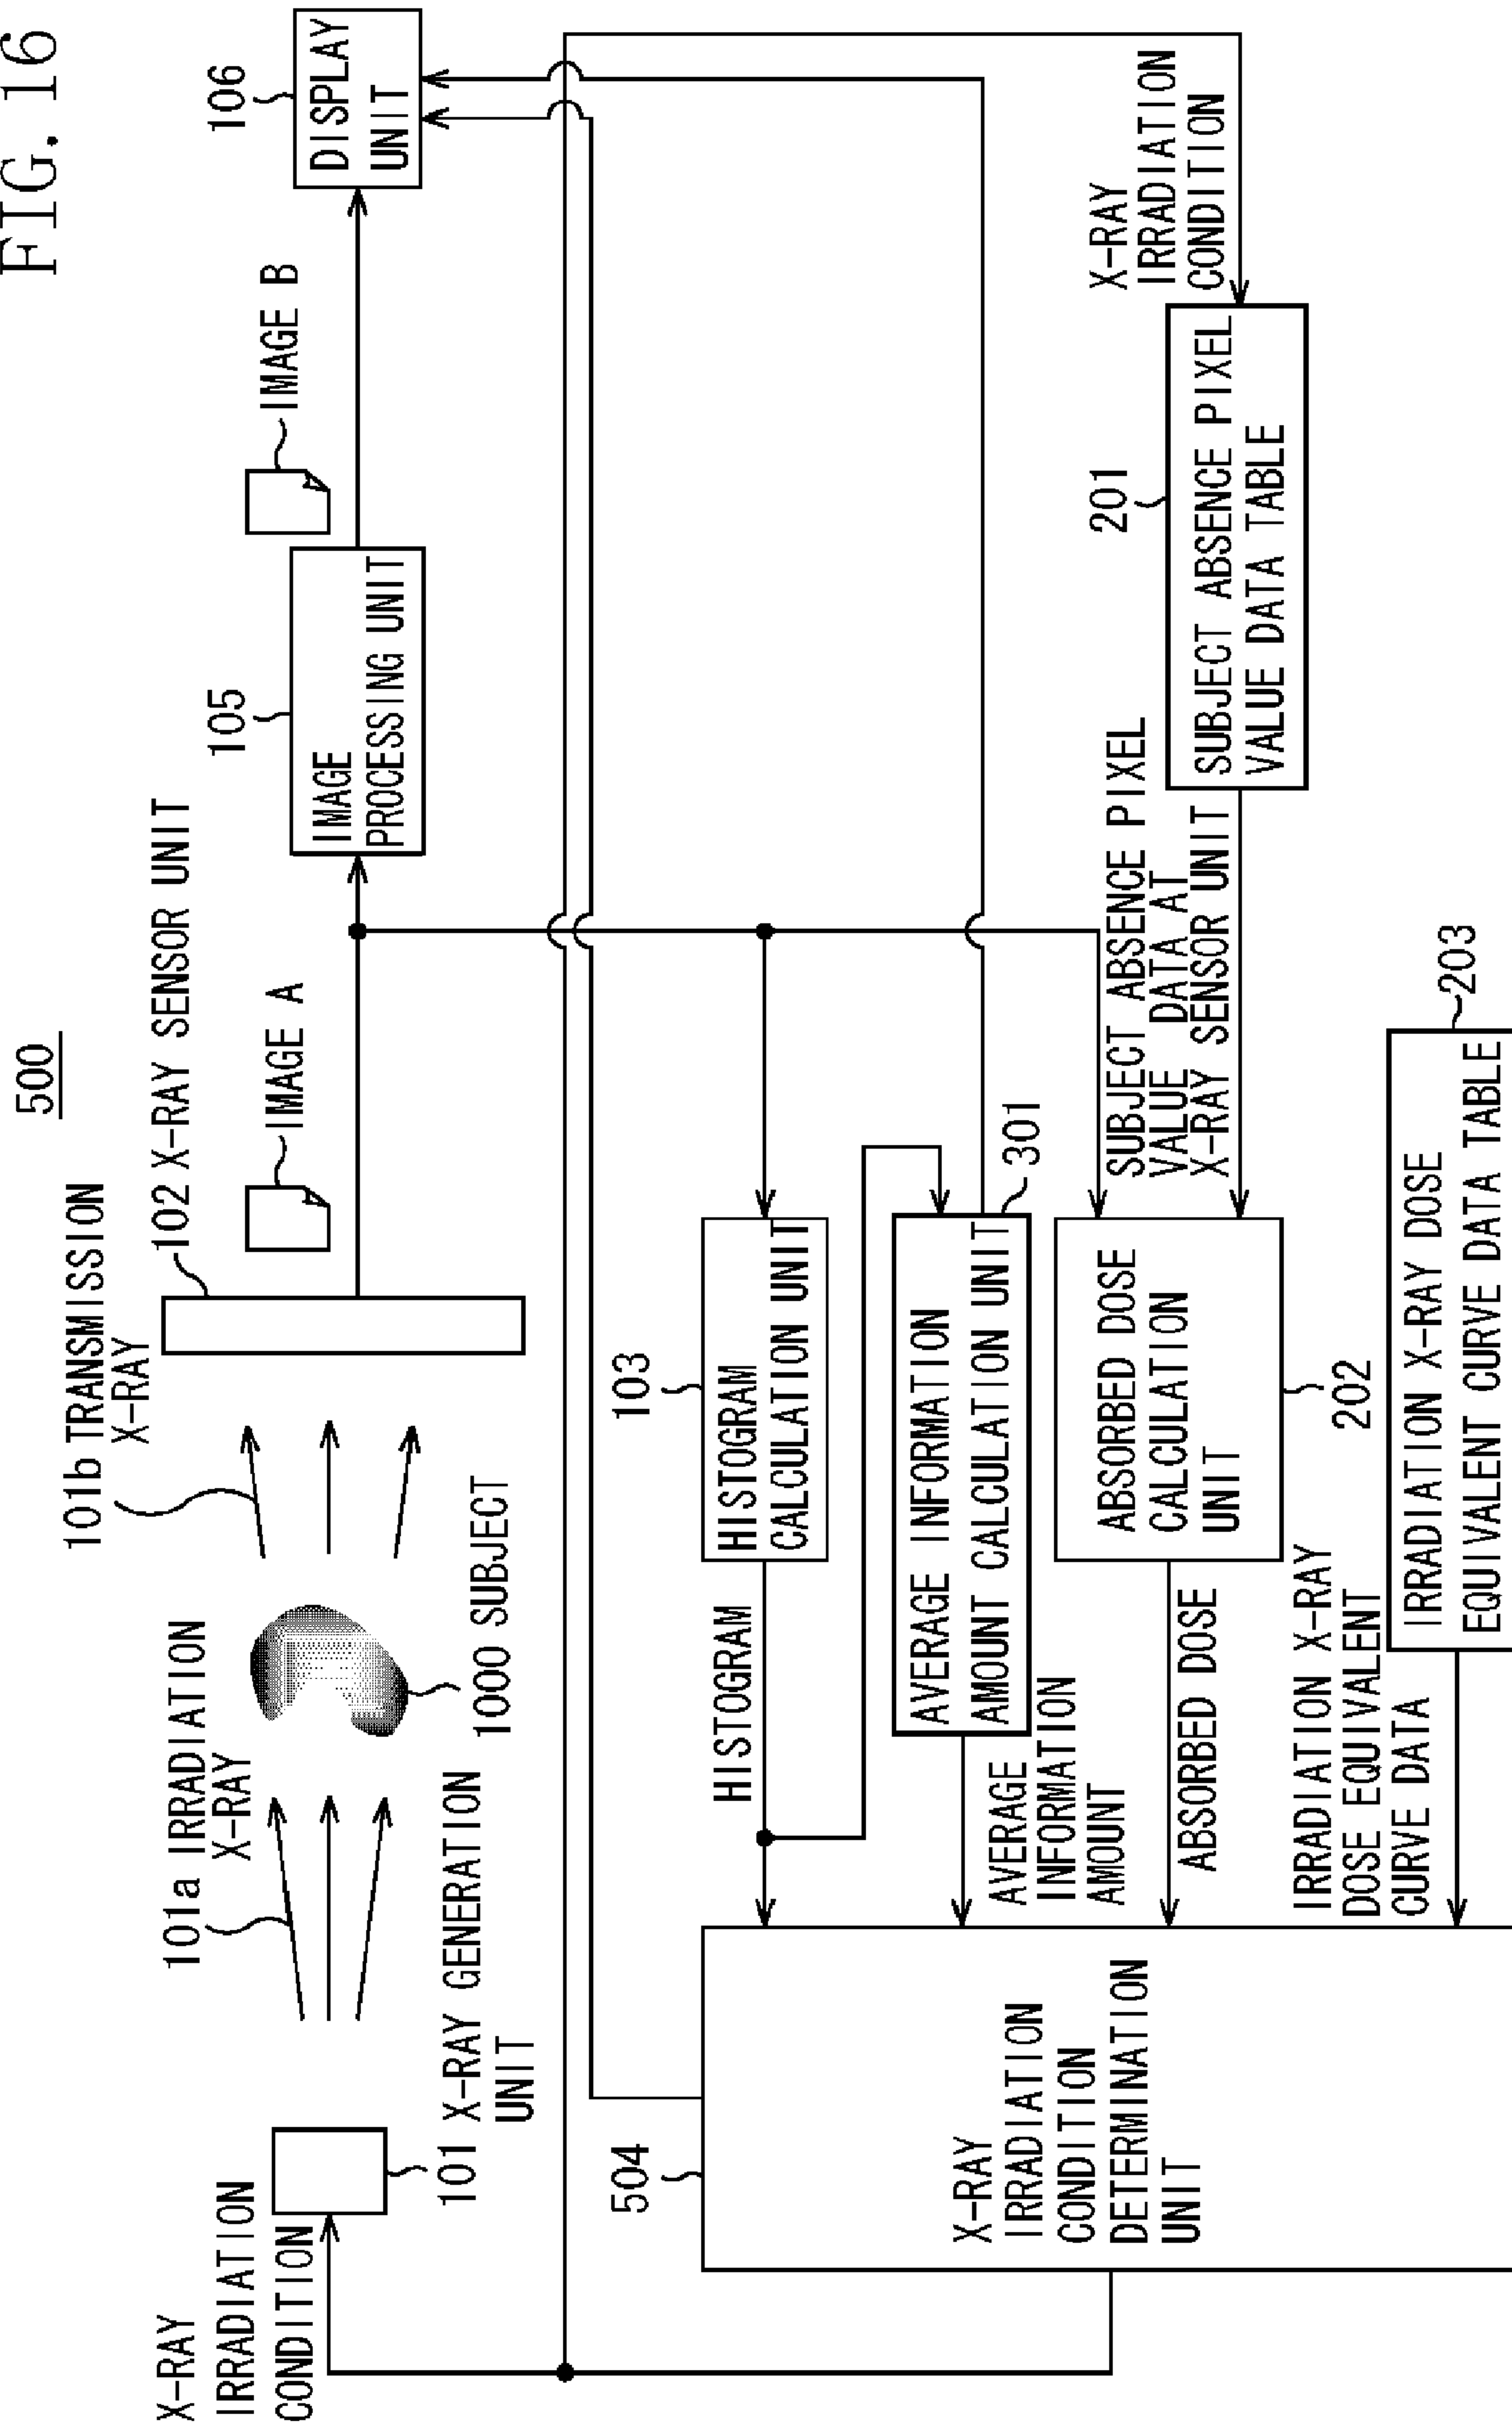 FIG. 16
500
X-RAY
IRRADIATION
CONDITION
101
X-RAY GENERATION
UNIT
101a IRRADIATION
X-RAY
1000 SUBJECT
101b TRANSMISSION
X-RAY
102 X-RAY SENSOR UNIT
IMAGE A
105
IMAGE
PROCESSING UNIT
IMAGE B
106
DISPLAY
UNIT
504
X-RAY
IRRADIATION
CONDITION
DETERMINATION
UNIT
HISTOGRAM
103
HISTOGRAM
CALCULATION UNIT
AVERAGE
INFORMATION
AMOUNT
AVERAGE INFORMATION
AMOUNT CALCULATION UNIT
301
ABSORBED DOSE
ABSORBED DOSE
CALCULATION
UNIT
202
SUBJECT ABSENCE PIXEL
VALUE DATA AT
X-RAY SENSOR UNIT
201
SUBJECT ABSENCE PIXEL
VALUE DATA TABLE
X-RAY
IRRADIATION
CONDITION
IRRADIATION X-RAY
DOSE EQUIVALENT
CURVE DATA
IRRADIATION X-RAY DOSE
EQUIVALENT CURVE DATA TABLE
203